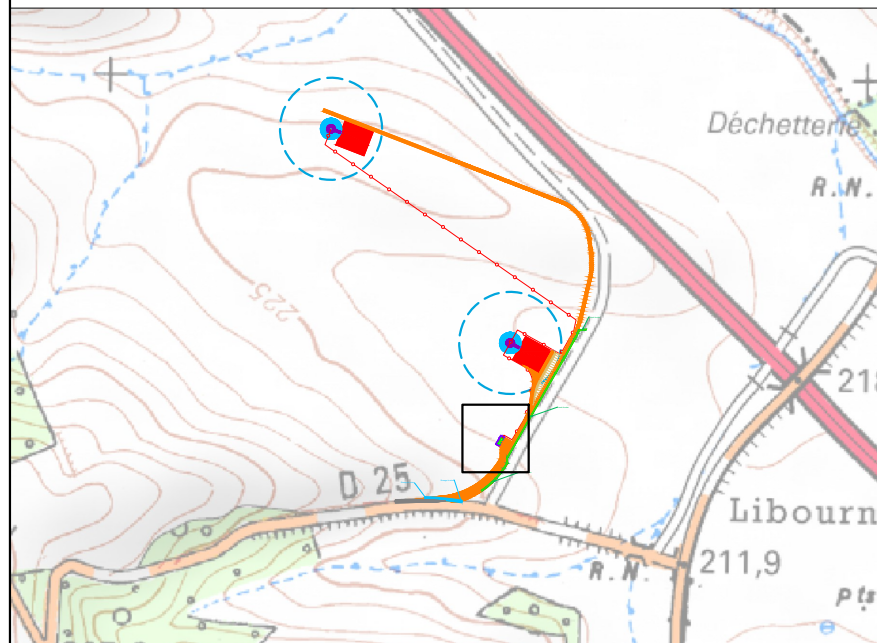 Déchetterie
R.N.
225
218
D 25
Libourn
R.N.
211,9
Pts